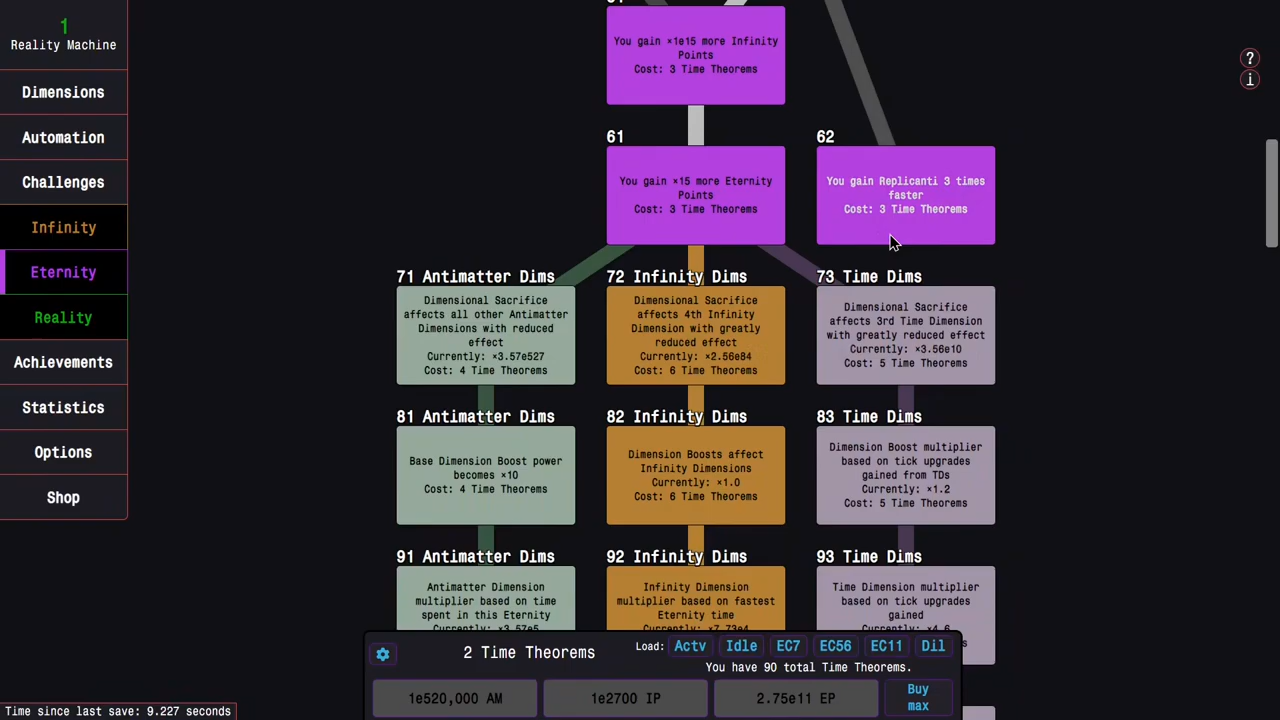 1
Reality Machine
Dimensions
Automation
Challenges
Infinity
Eternity
Reality
Achievements
Statistics
Options
Shop
?
i
You gain ×1e15 more Infinity
Points
Cost: 3 Time Theorems
61
You gain ×15 more Eternity
Points
Cost: 3 Time Theorems
62
You gain Replicanti 3 times
faster
Cost: 3 Time Theorems
71 Antimatter Dims
Dimensional Sacrifice
affects all other Antimatter
Dimensions with reduced
effect
Currently: ×3.57e527
Cost: 4 Time Theorems
72 Infinity Dims
Dimensional Sacrifice
affects 4th Infinity
Dimension with greatly
reduced effect
Currently: ×2.56e84
Cost: 6 Time Theorems
73 Time Dims
Dimensional Sacrifice
affects 3rd Time Dimension
with greatly reduced effect
Currently: ×3.56e10
Cost: 5 Time Theorems
81 Antimatter Dims
Base Dimension Boost power
becomes ×10
Cost: 4 Time Theorems
82 Infinity Dims
Dimension Boosts affect
Infinity Dimensions
Currently: ×1.0
Cost: 6 Time Theorems
83 Time Dims
Dimension Boost multiplier
based on tick upgrades
gained from TDs
Currently: ×1.2
Cost: 5 Time Theorems
91 Antimatter Dims
Antimatter Dimension
multiplier based on time
spent in this Eternity
Currently: ×3.57e5
92 Infinity Dims
Infinity Dimension
multiplier based on fastest
Eternity time
Currently: ×7.73e4
93 Time Dims
Time Dimension multiplier
based on tick upgrades
gained
Currently: ×4.6
2 Time Theorems
Load: Actv Idle EC7 EC56 EC11 Dil
You have 90 total Time Theorems.
1e520,000 AM
1e2700 IP
2.75e11 EP
Buy
max
Time since last save: 9.227 seconds